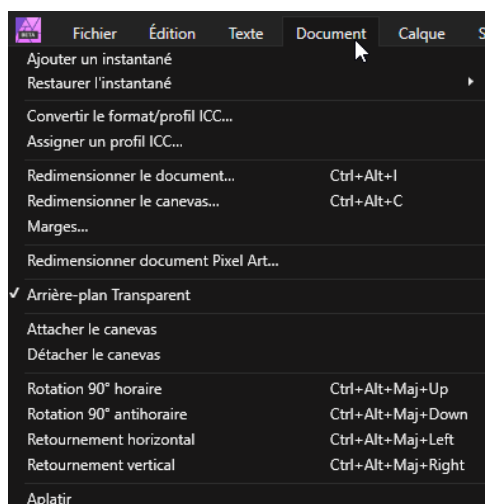 BETA
Fichier Édition Texte Document Calque S
Ajouter un instantané
Restaurer l'instantané
Convertir le format/profil ICC...
Assigner un profil ICC...
Redimensionner le document... Ctrl+Alt+I
Redimensionner le canevas... Ctrl+Alt+C
Marges...
Redimensionner document Pixel Art...
Arrière-plan Transparent
Attacher le canevas
Détacher le canevas
Rotation 90° horaire Ctrl+Alt+Maj+Up
Rotation 90° antihoraire Ctrl+Alt+Maj+Down
Retournement horizontal Ctrl+Alt+Maj+Left
Retournement vertical Ctrl+Alt+Maj+Right
Aplatir